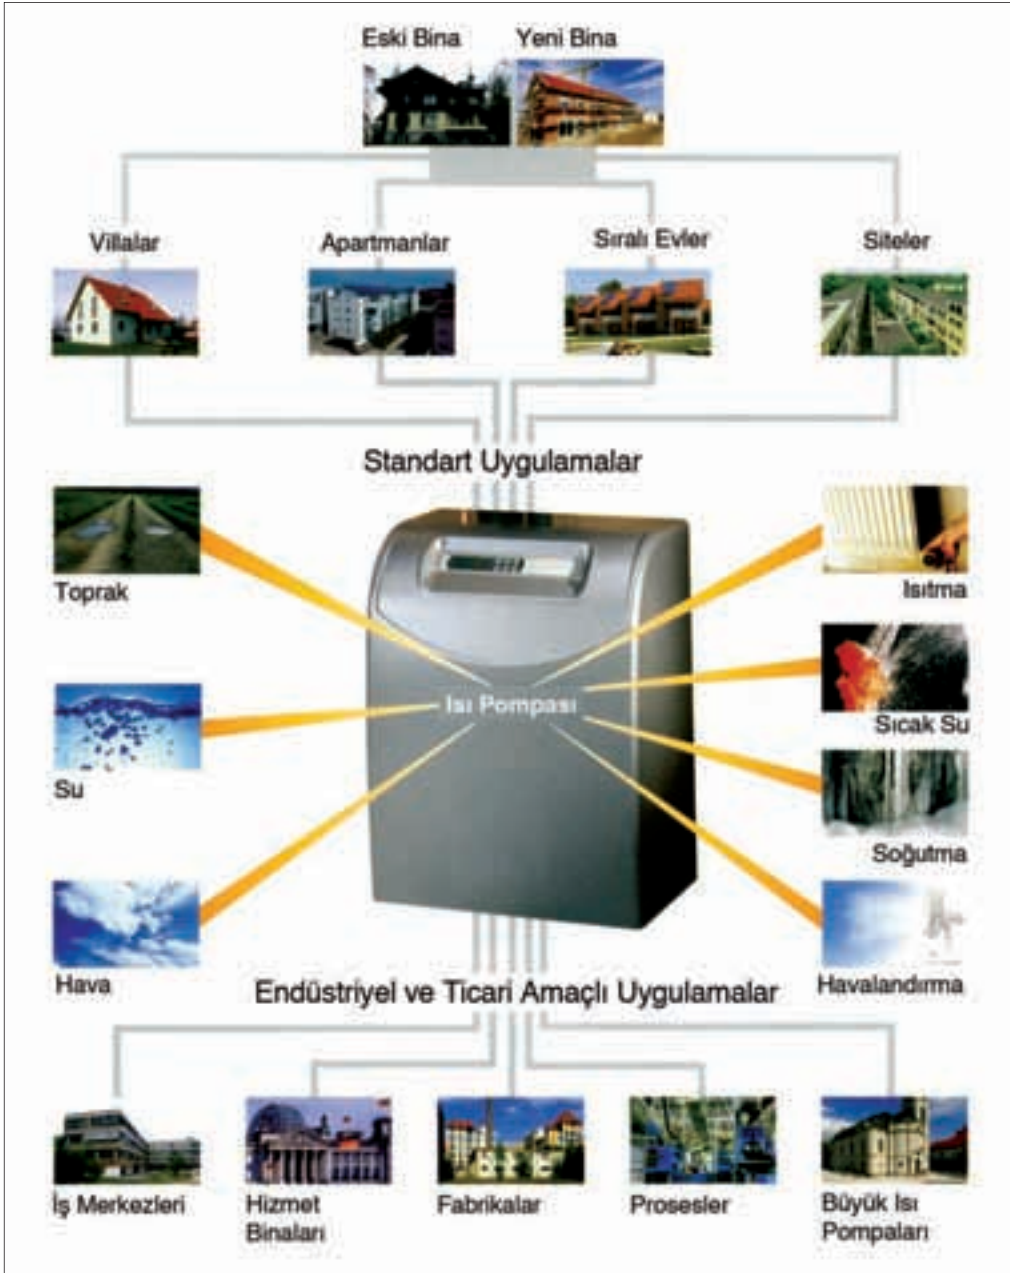 Eski Bina
Yeni Bina
Villalar
Apartmanlar
Sıralı Evler
Siteler
Standart Uygulamalar
Toprak
Isıtma
Isı Pompası
Sıcak Su
Su
Soğutma
Hava
Havalandırma
Endüstriyel ve Ticari Amaçlı Uygulamalar
İş Merkezleri
Hizmet
Binaları
Fabrikalar
Prosesler
Büyük Isı
Pompaları